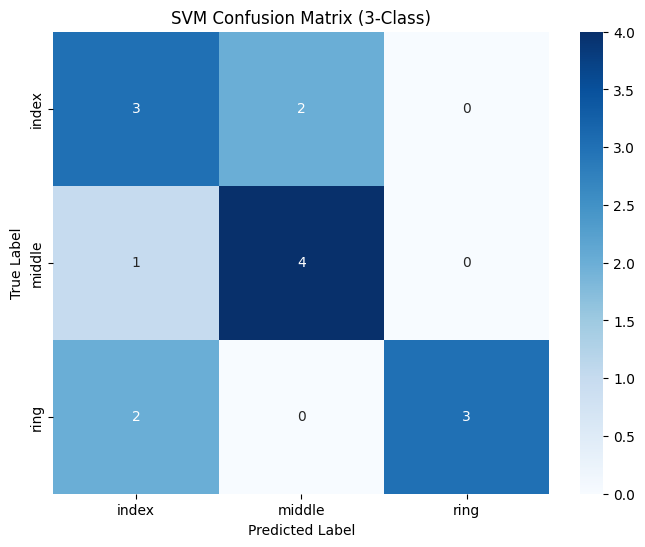 SVM Confusion Matrix (3-Class)
index
3
2
0
middle
1
4
0
ring
2
0
3
True Label
index
middle
ring
Predicted Label
4.0
3.5
3.0
2.5
2.0
1.5
1.0
0.5
0.0